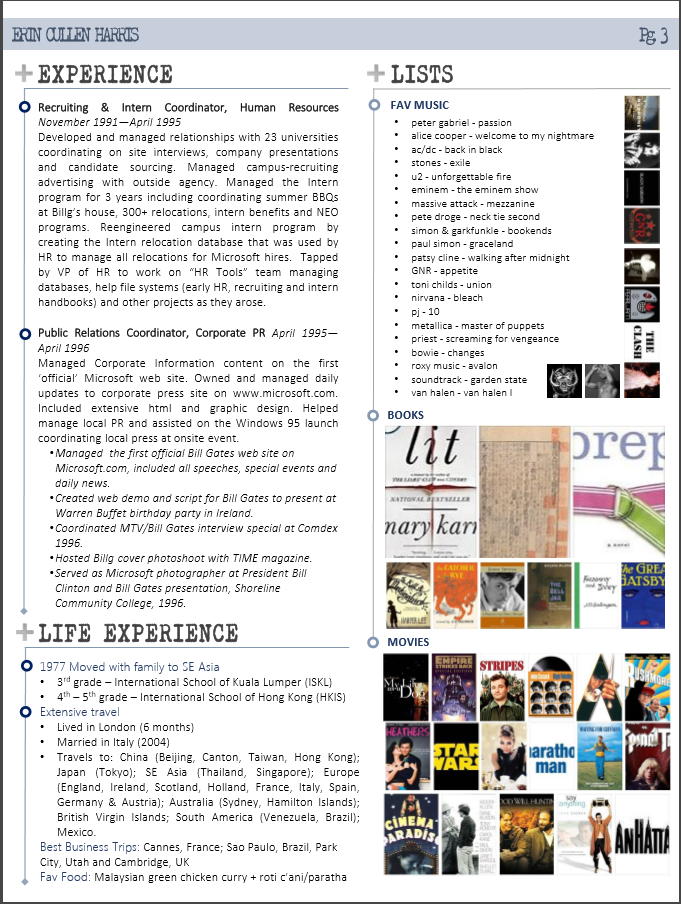 ERIN CULLEN HARRIS
Pg. 3
EXPERIENCE
Recruiting & Intern Coordinator, Human Resources
November 1991—April 1995
Developed and managed relationships with 23 universities
coordinating on site interviews, company presentations
and candidate sourcing. Managed campus-recruiting
advertising with outside agency. Managed the Intern
program for 3 years including coordinating summer BBQs
at Billg's house, 300+ relocations, intern benefits and NEO
programs. Reengineered campus intern program by
creating the Intern relocation database that was used by
HR to manage all relocations for Microsoft hires. Tapped
by VP of HR to work on “HR Tools” team managing
databases, help file systems (early HR, recruiting and intern
handbooks) and other projects as they arose.
Public Relations Coordinator, Corporate PR April 1995—
April 1996
Managed Corporate Information content on the first
‘official’ Microsoft web site. Owned and managed daily
updates to corporate press site on www.microsoft.com.
Included extensive html and graphic design. Helped
manage local PR and assisted on the Windows 95 launch
coordinating local press at onsite event.
•Managed the first official Bill Gates web site on
Microsoft.com, included all speeches, special events and
daily news.
•Created web demo and script for Bill Gates to present at
Warren Buffet birthday party in Ireland.
•Coordinated MTV/Bill Gates interview special at Comdex
1996.
•Hosted Billg cover photoshoot with TIME magazine.
•Served as Microsoft photographer at President Bill
Clinton and Bill Gates presentation, Shoreline
Community College, 1996.
LIFE EXPERIENCE
1977 Moved with family to SE Asia
• 3rd grade – International School of Kuala Lumper (ISKL)
• 4th – 5th grade – International School of Hong Kong (HKIS)
Extensive travel
• Lived in London (6 months)
• Married in Italy (2004)
• Travels to: China (Beijing, Canton, Taiwan, Hong Kong);
Japan (Tokyo); SE Asia (Thailand, Singapore); Europe
(England, Ireland, Scotland, Holland, France, Italy, Spain,
Germany & Austria); Australia (Sydney, Hamilton Islands);
British Virgin Islands; South America (Venezuela, Brazil);
Mexico.
Best Business Trips: Cannes, France; Sao Paulo, Brazil, Park
City, Utah and Cambridge, UK
Fav Food: Malaysian green chicken curry + roti c'ani/paratha
LISTS
FAV MUSIC
• peter gabriel - passion
• alice cooper - welcome to my nightmare
• ac/dc - back in black
• stones - exile
• u2 - unforgettable fire
• eminem - the eminem show
• massive attack - mezzanine
• pete droge - neck tie second
• simon & garkfunkle - bookends
• paul simon - graceland
• patsy cline - walking after midnight
• GNR - appetite
• toni childs - union
• nirvana - bleach
• pj - 10
• metallica - master of puppets
• priest - screaming for vengeance
• bowie - changes
• roxy music - avalon
• soundtrack - garden state
• van halen - van halen I
GNR
THE
CLASH
BOOKS
lit
NATIONAL BESTSELLER
mary karr
prep
A NOVEL
HARPER LEE
the CATCHER
in the RYE
THE
BELL
JAR
Franny and
Zooey
The GREAT
GATSBY
MOVIES
My Life
as a
Dog
EMPIRE
STRIKES BACK
STRIPES
RUSHMORE
HEATHERS
STAR
WARS
marathon
man
WAITING FOR GUFFMAN
Spinal Tap
CINEMA
PARADISO
GOOD WILL HUNTING
say
anything
MANHATTAN